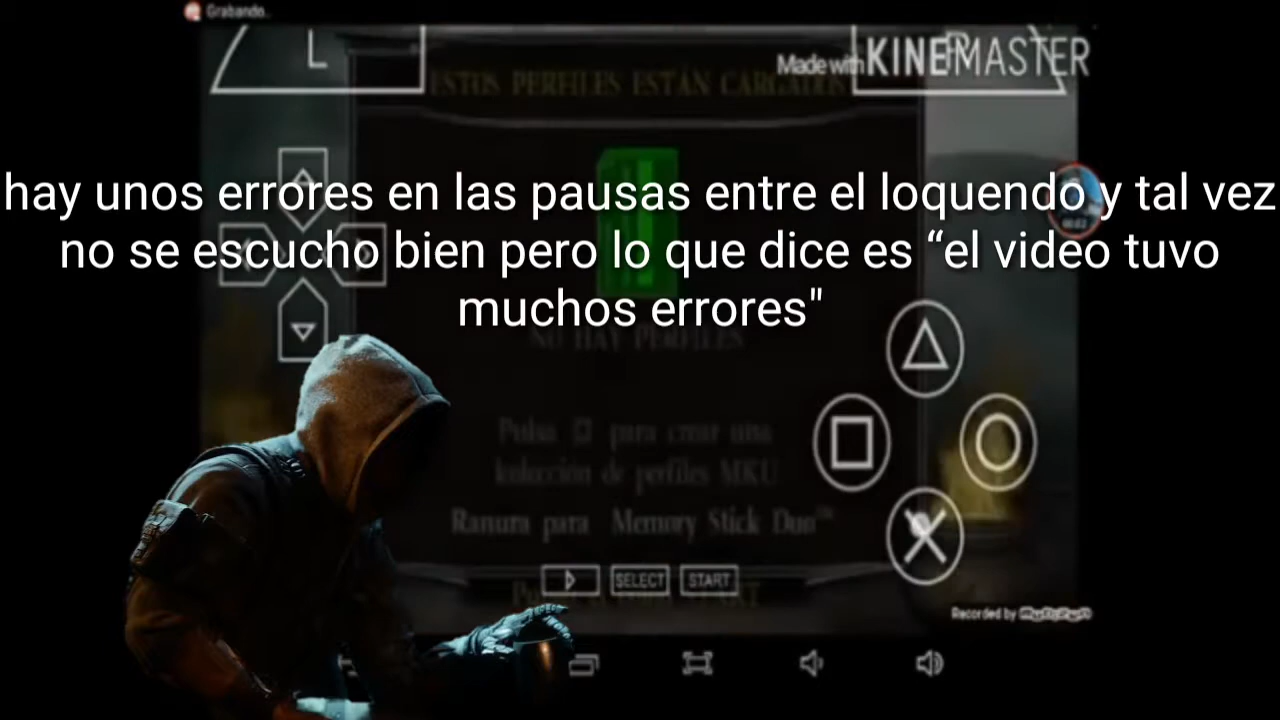 Grabando..
L
R
Made with KINEMASTER
ESTOS PERFILES ESTÁN CARGADOS
hay unos errores en las pausas entre el loquendo y tal vez
no se escucho bien pero lo que dice es “el video tuvo
muchos errores"
NO HAY PERFILES
Pulsa □ para crear una
kolección de perfiles MKU
Ranura para Memory Stick Duo™
SELECT
START
Recorded by